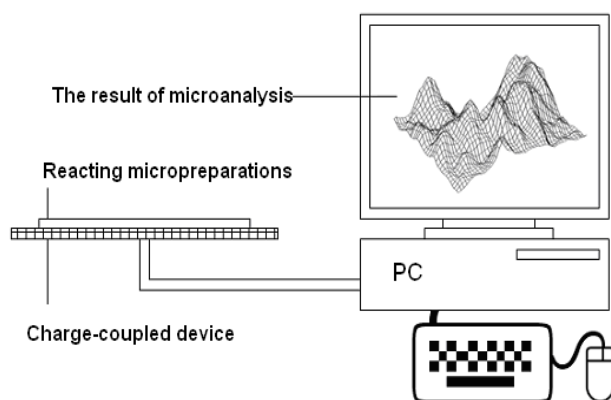 The result of microanalysis
Reacting micropreparations
PC
Charge-coupled device